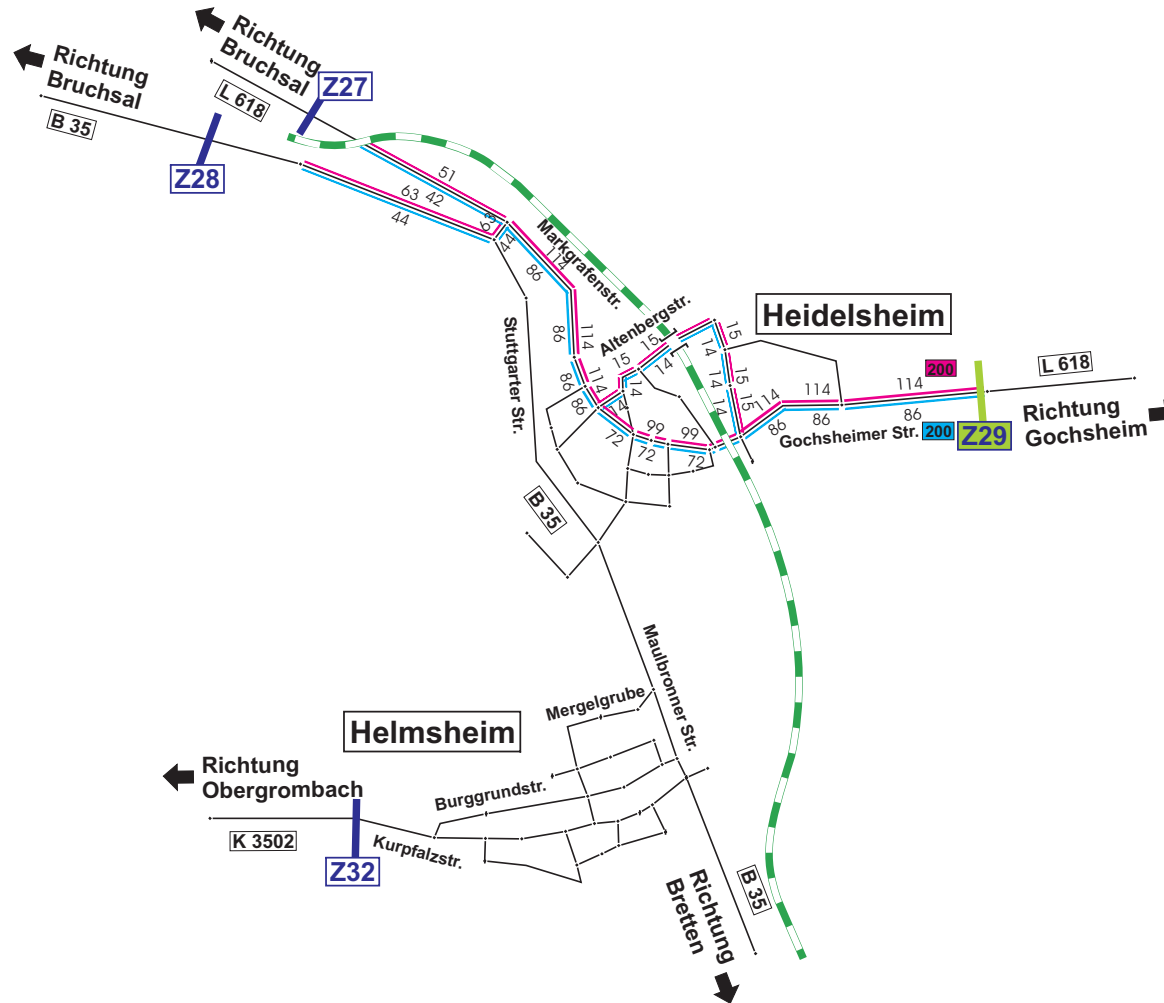 Richtung
Bruchsal
Richtung
Bruchsal
L 618
Z27
B 35
Z28
51
42
63
44
63
44
114
86
Markgrafenstr.
114
86
Altenbergstr.
15
15
14
15
14
15
14
15
14
114
86
86
14
14
Heidelsheim
Stuttgarter Str.
99
72
99
72
72
114
86
114
86
114
86
200
L 618
Gochsheimer Str.
200
Z29
Richtung
Gochsheim
B 35
Maulbronner Str.
Mergelgrube
Helmsheim
Richtung
Obergrombach
Burggrundstr.
K 3502
Kurpfalzstr.
Z32
Richtung
Bretten
B 35